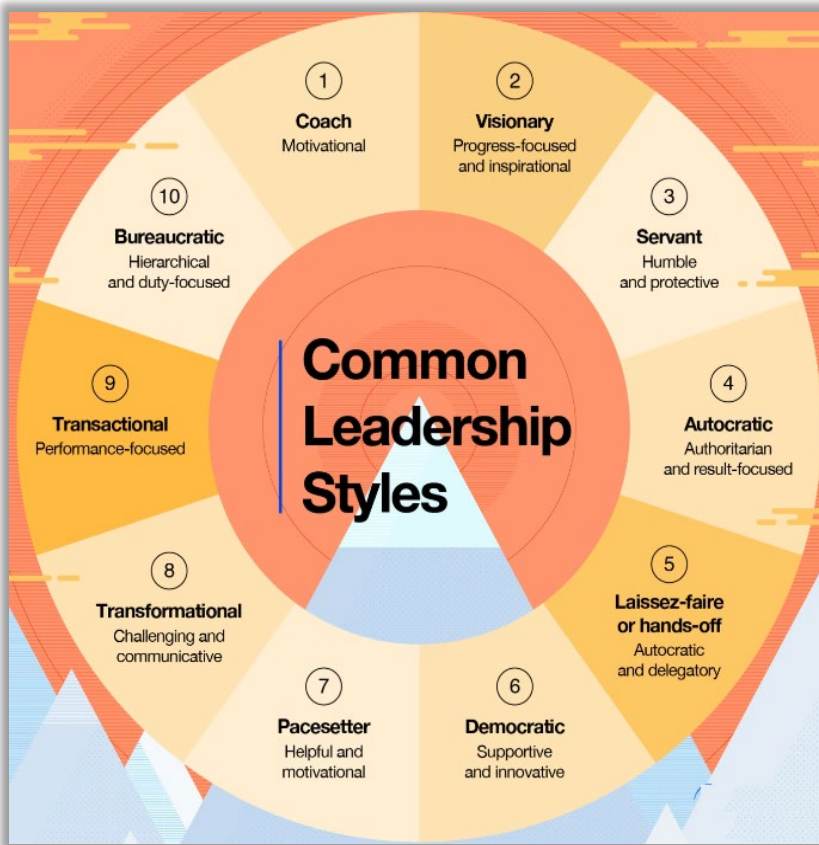 Common
Leadership
Styles
1
Coach
Motivational
2
Visionary
Progress-focused
and inspirational
3
Servant
Humble
and protective
4
Autocratic
Authoritarian
and result-focused
5
Laissez-faire
or hands-off
Autocratic
and delegatory
6
Democratic
Supportive
and innovative
7
Pacesetter
Helpful and
motivational
8
Transformational
Challenging and
communicative
9
Transactional
Performance-focused
10
Bureaucratic
Hierarchical
and duty-focused